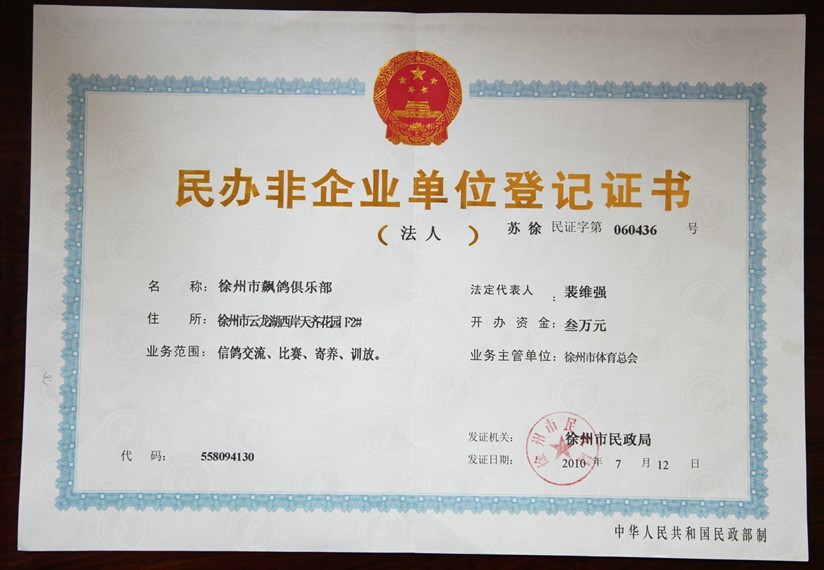 民办非企业单位登记证书
（法人） 苏徐 民证字第 060436 号
名 称：徐州市飙鸽俱乐部
住 所：徐州市云龙湖西岸天齐花园 F2#
业务范围：信鸽交流、比赛、寄养、训放。
法定代表人：裴维强
开办资金：叁万元
业务主管单位：徐州市体育总会
代 码：558094130
发证机关：徐州市民政局
发证日期：2010 年 7 月 12 日
徐州市民
中华人民共和国民政部制